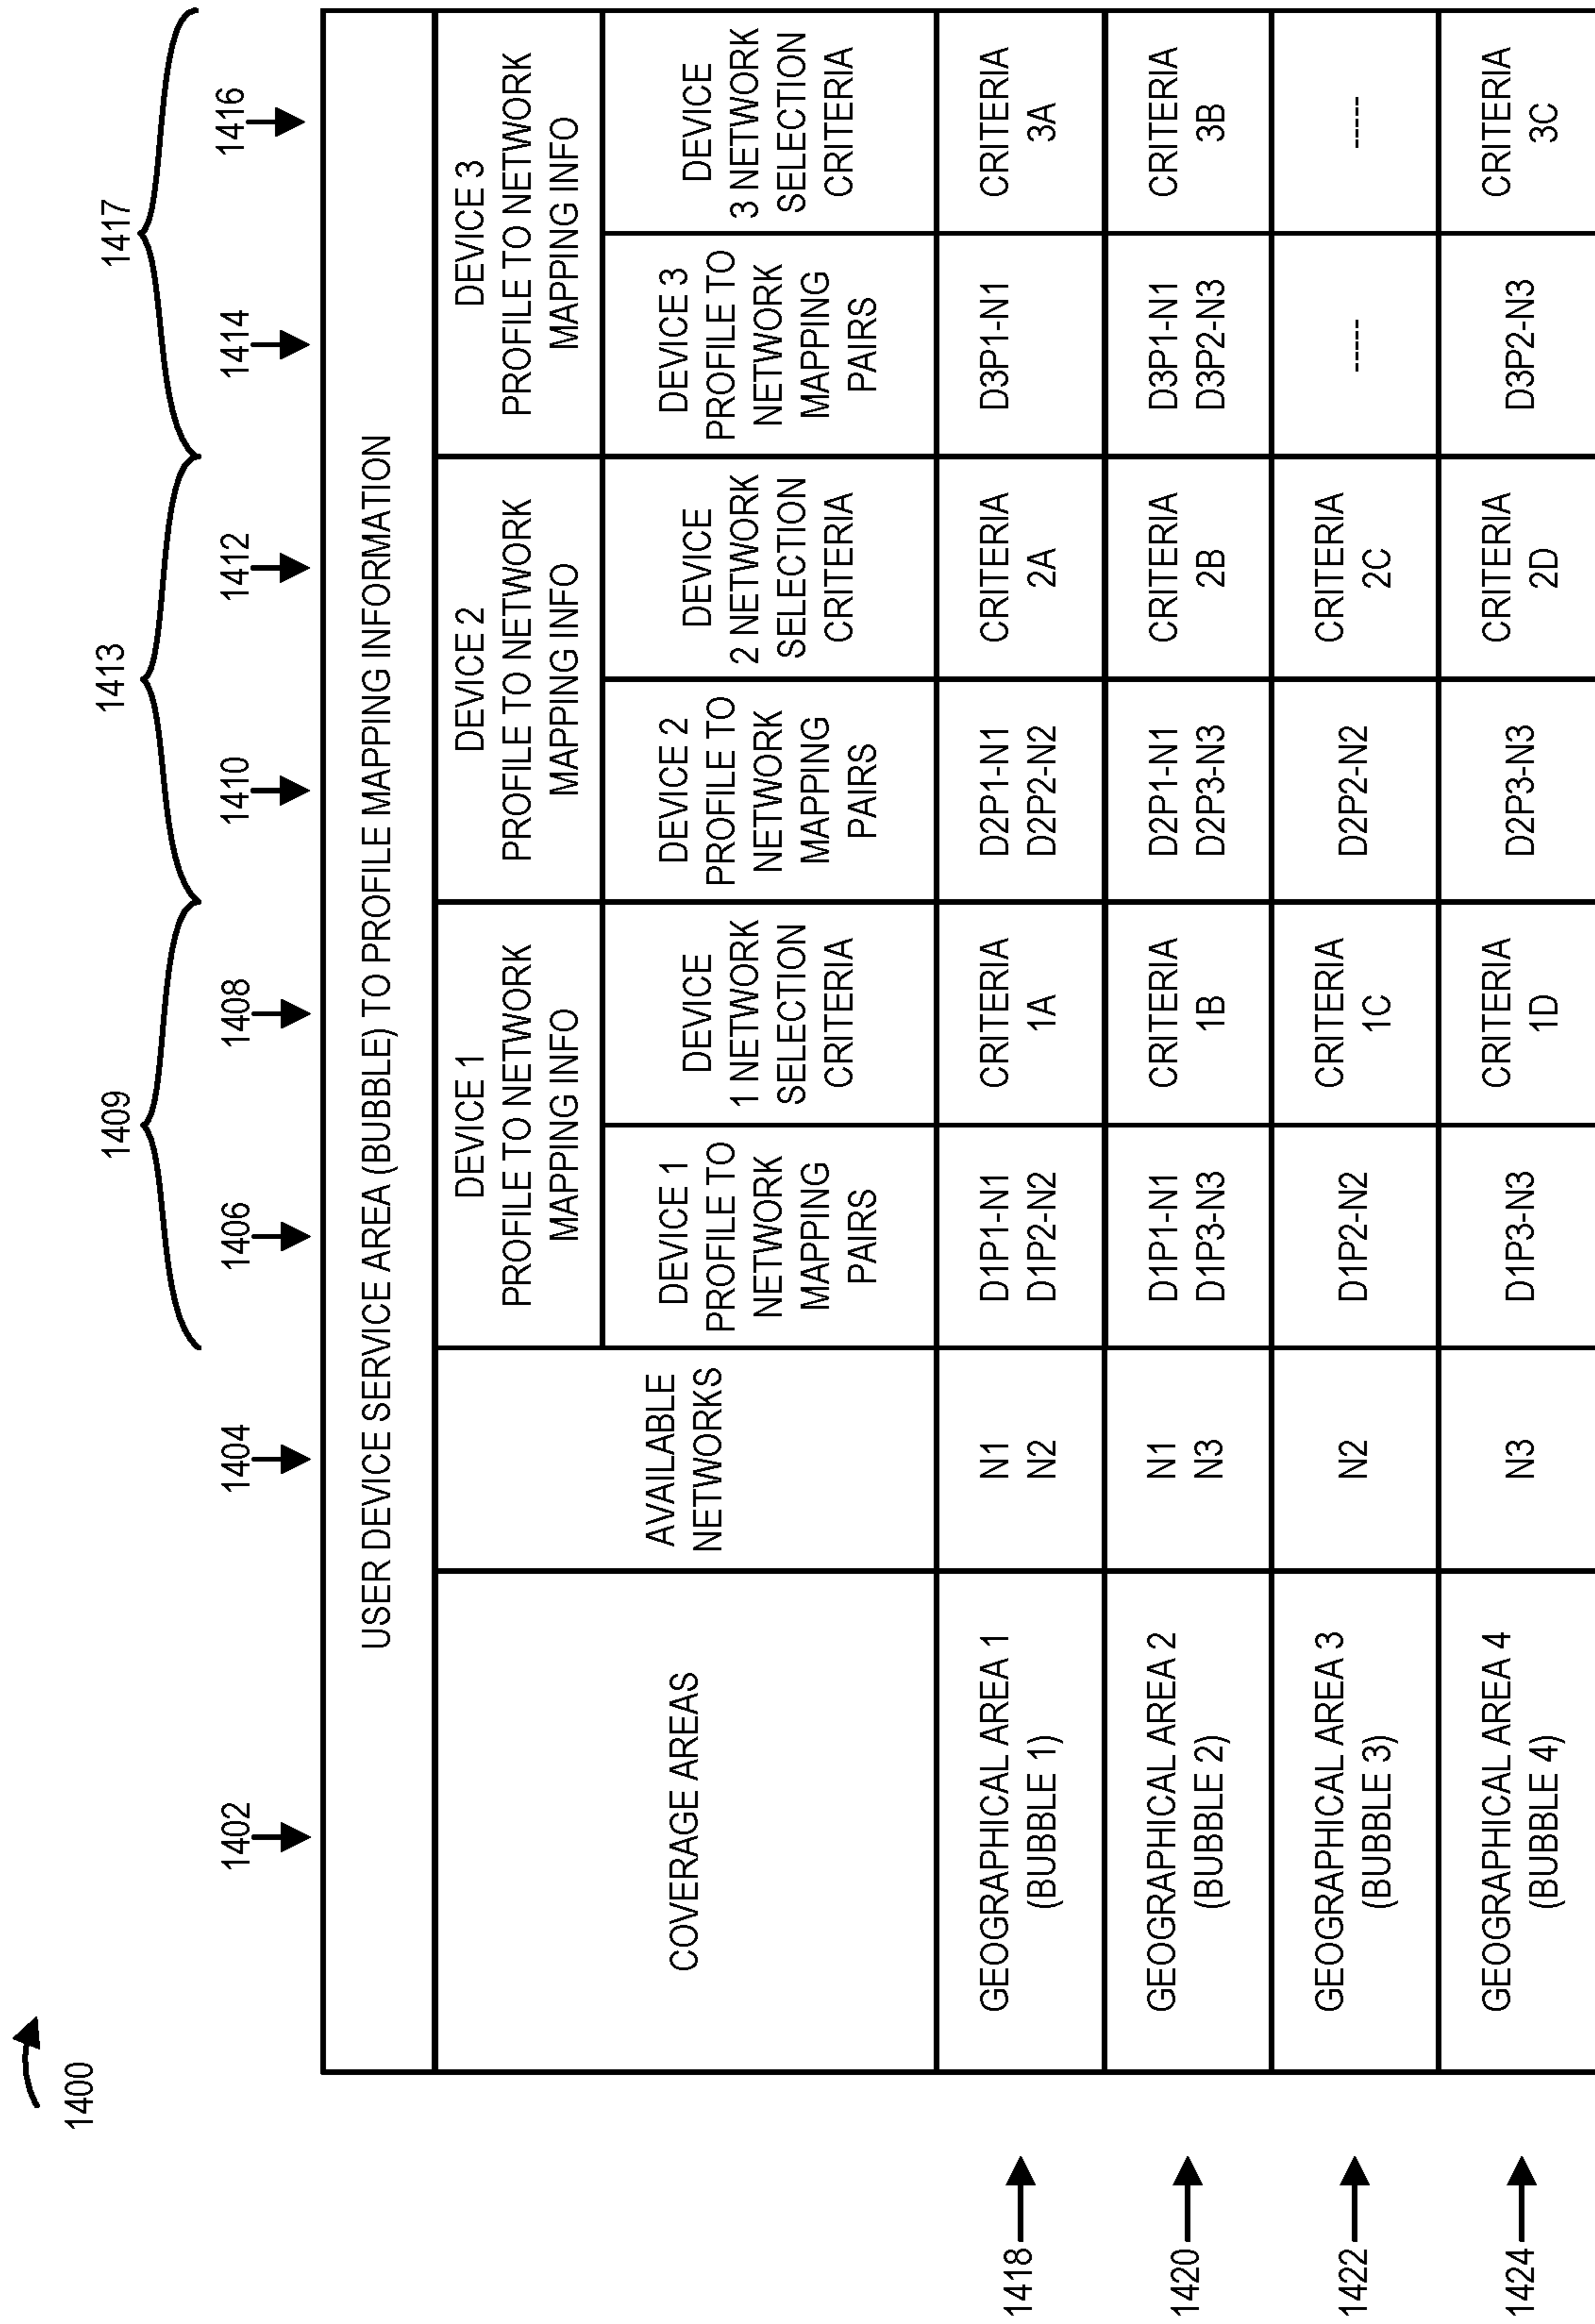 1400
1409
1413
1417
1402
1404
1406
1408
1410
1412
1414
1416
USER DEVICE SERVICE AREA (BUBBLE) TO PROFILE MAPPING INFORMATION
COVERAGE AREAS
AVAILABLE
NETWORKS
DEVICE 1
PROFILE TO NETWORK
MAPPING INFO
DEVICE 2
PROFILE TO NETWORK
MAPPING INFO
DEVICE 3
PROFILE TO NETWORK
MAPPING INFO
DEVICE 1
PROFILE TO
NETWORK
MAPPING
PAIRS
DEVICE
1 NETWORK
SELECTION
CRITERIA
DEVICE 2
PROFILE TO
NETWORK
MAPPING
PAIRS
DEVICE
2 NETWORK
SELECTION
CRITERIA
DEVICE 3
PROFILE TO
NETWORK
MAPPING
PAIRS
DEVICE
3 NETWORK
SELECTION
CRITERIA
1418
GEOGRAPHICAL AREA 1
(BUBBLE 1)
N1
N2
D1P1-N1
D1P2-N2
CRITERIA
1A
D2P1-N1
D2P2-N2
CRITERIA
2A
D3P1-N1
CRITERIA
3A
1420
GEOGRAPHICAL AREA 2
(BUBBLE 2)
N1
N3
D1P1-N1
D1P3-N3
CRITERIA
1B
D2P1-N1
D2P3-N3
CRITERIA
2B
D3P1-N1
D3P2-N3
CRITERIA
3B
1422
GEOGRAPHICAL AREA 3
(BUBBLE 3)
N2
D1P2-N2
CRITERIA
1C
D2P2-N2
CRITERIA
2C
-----
-----
1424
GEOGRAPHICAL AREA 4
(BUBBLE 4)
N3
D1P3-N3
CRITERIA
1D
D2P3-N3
CRITERIA
2D
D3P2-N3
CRITERIA
3C